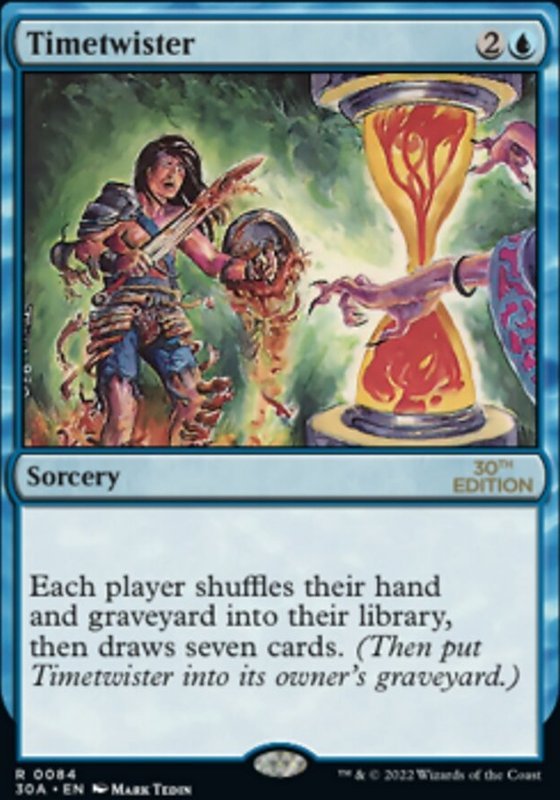 Timetwister 2
Sorcery
30TH
EDITION
Each player shuffles their hand
and graveyard into their library,
then draws seven cards. (Then put
Timetwister into its owner's graveyard.)
R 0084
30A • EN Mark Tedin
™ & © 2022 Wizards of the Coast